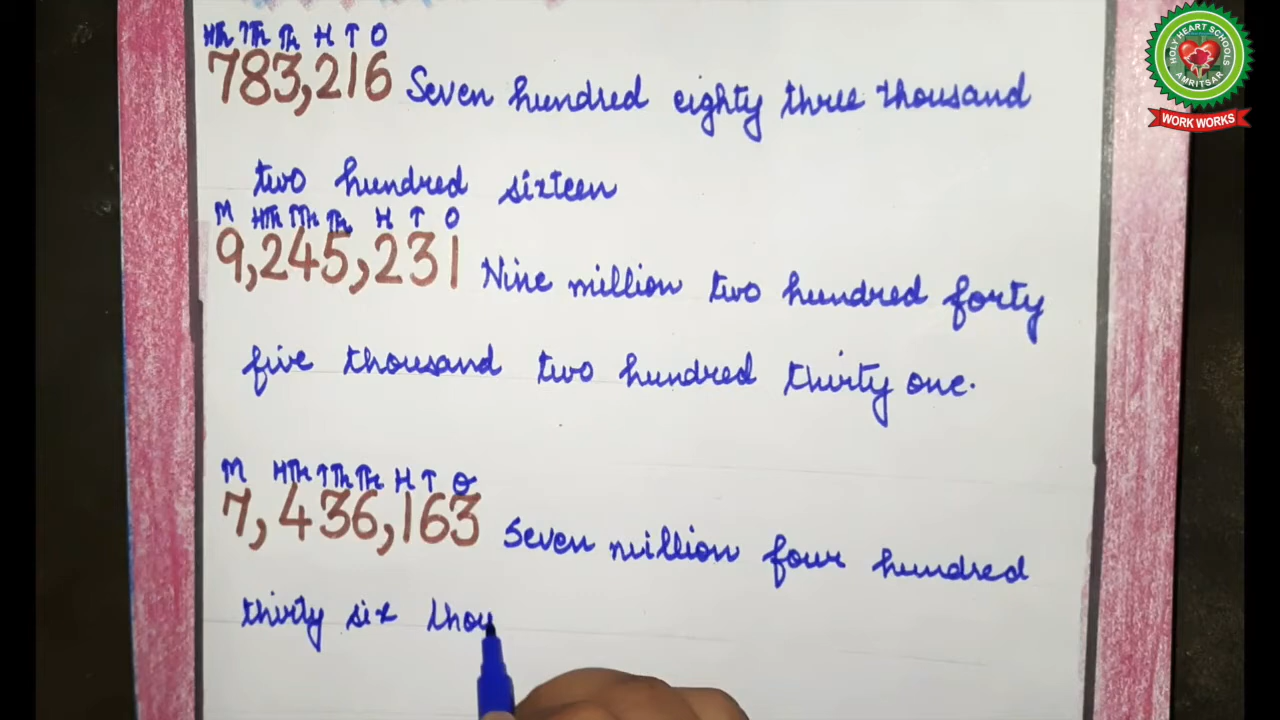 HTh TTh Th H T O
783,216 Seven hundred eighty three thousand
two hundred sixteen
M HTh TTh Th H T O
9,245,231 Nine million two hundred forty
five thousand two hundred thirty one.
M HTh TTh Th H T O
7,436,163 Seven million four hundred
thirty six thou
HOLY HEART SCHOOLS
AMRITSAR
WORK WORKS